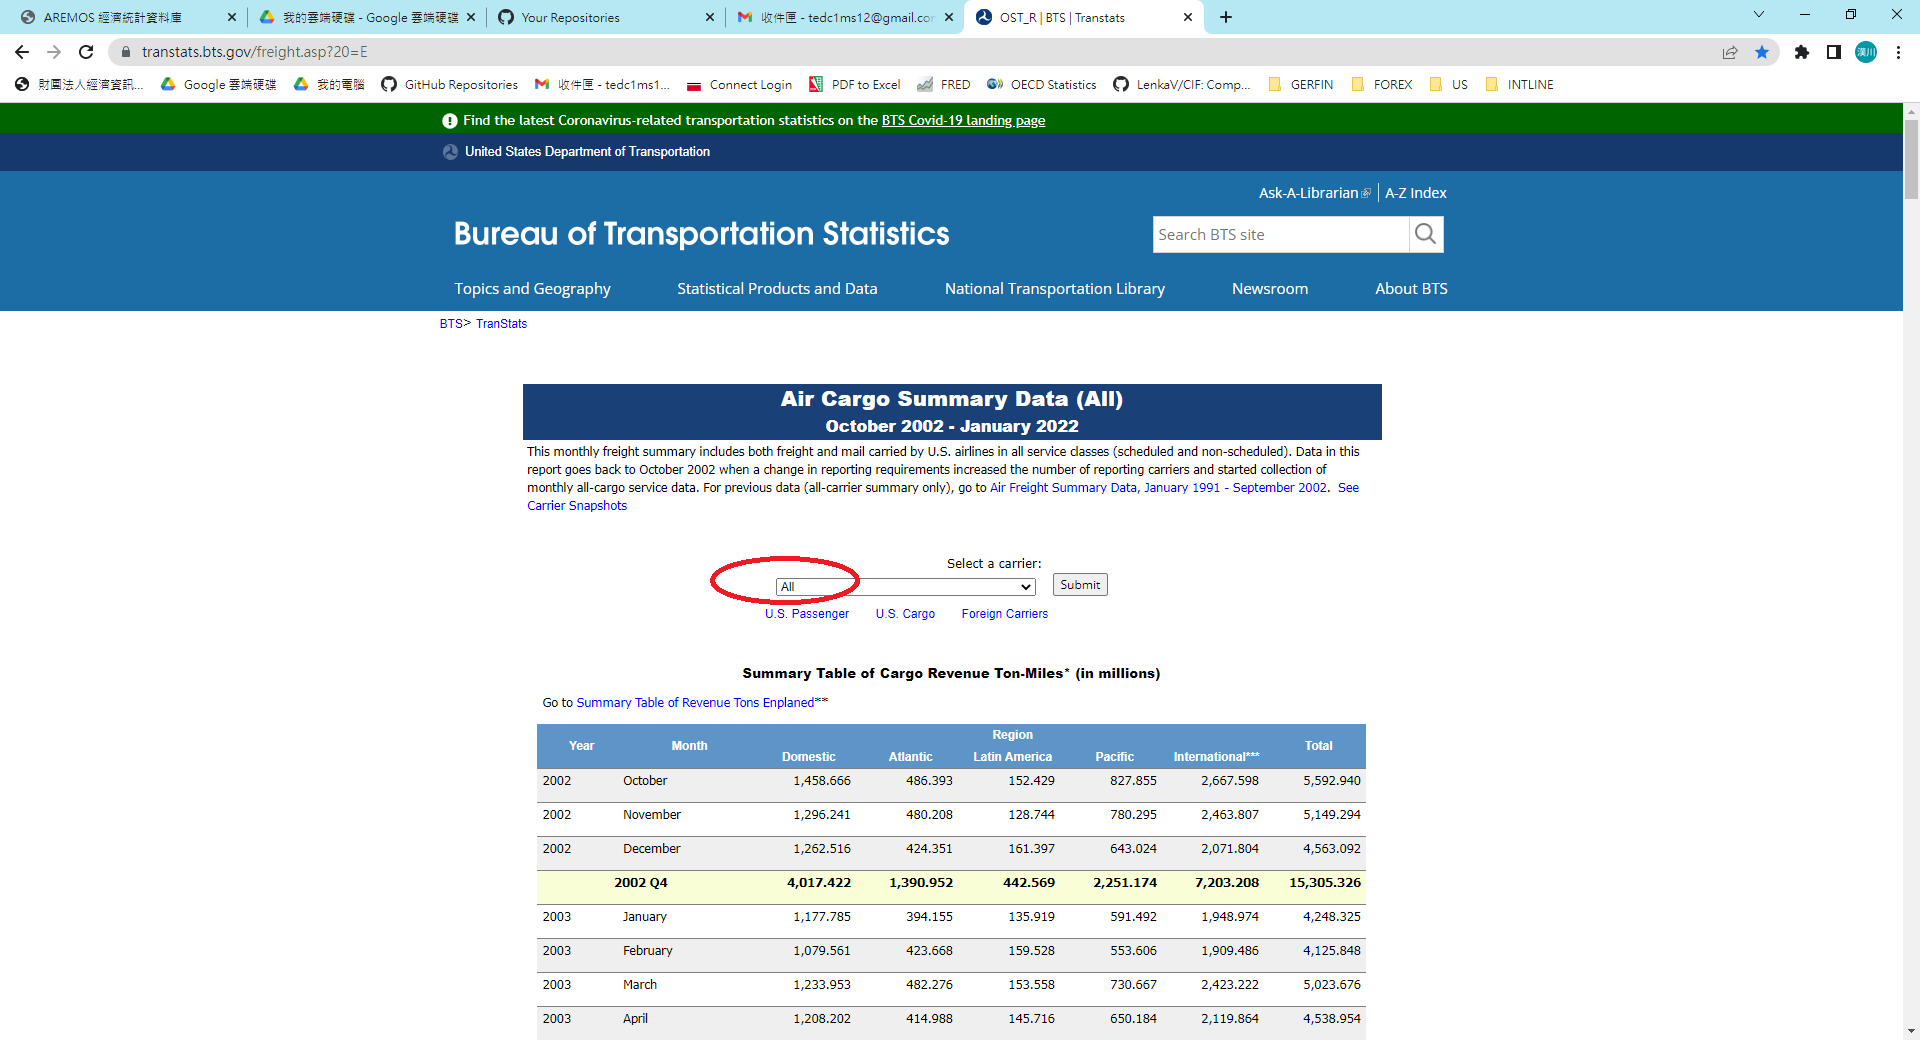 AREMOS 經濟統計資料庫
我的雲端硬碟 - Google 雲端硬碟
Your Repositories
收件匣 - tedc1ms12@gmail.cor
OST_R | BTS | Transtats
transtats.bts.gov/freight.asp?20=E
漢川
財團法人經濟資訊...
Google 雲端硬碟
我的電腦
GitHub Repositories
收件匣 - tedc1ms1...
Connect Login
PDF to Excel
FRED
OECD Statistics
LenkaV/CIF: Comp...
GERFIN
FOREX
US
INTLINE
Find the latest Coronavirus-related transportation statistics on the BTS Covid-19 landing page
United States Department of Transportation
Ask-A-Librarian
A-Z Index
Bureau of Transportation Statistics
Search BTS site
Topics and Geography
Statistical Products and Data
National Transportation Library
Newsroom
About BTS
BTS> TranStats
Air Cargo Summary Data (All)
October 2002 - January 2022
This monthly freight summary includes both freight and mail carried by U.S. airlines in all service classes (scheduled and non-scheduled). Data in this
report goes back to October 2002 when a change in reporting requirements increased the number of reporting carriers and started collection of
monthly all-cargo service data. For previous data (all-carrier summary only), go to Air Freight Summary Data, January 1991 - September 2002. See
Carrier Snapshots
Select a carrier:
All
Submit
U.S. Passenger U.S. Cargo Foreign Carriers
Summary Table of Cargo Revenue Ton-Miles* (in millions)
Go to Summary Table of Revenue Tons Enplaned**
Region
Year Month Total
Domestic Atlantic Latin America Pacific International***
2002 October 1,458.666 486.393 152.429 827.855 2,667.598 5,592.940
2002 November 1,296.241 480.208 128.744 780.295 2,463.807 5,149.294
2002 December 1,262.516 424.351 161.397 643.024 2,071.804 4,563.092
2002 Q4 4,017.422 1,390.952 442.569 2,251.174 7,203.208 15,305.326
2003 January 1,177.785 394.155 135.919 591.492 1,948.974 4,248.325
2003 February 1,079.561 423.668 159.528 553.606 1,909.486 4,125.848
2003 March 1,233.953 482.276 153.558 730.667 2,423.222 5,023.676
2003 April 1,208.202 414.988 145.716 650.184 2,119.864 4,538.954